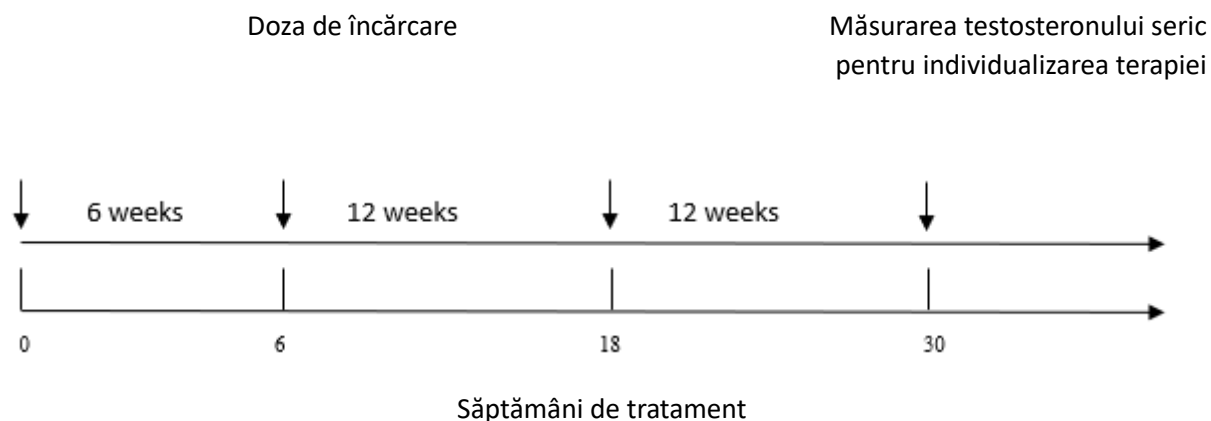 Doza de încărcare
Măsurarea testosteronului seric
pentru individualizarea terapiei
6 weeks 12 weeks 12 weeks
0 6 18 30
Săptămâni de tratament